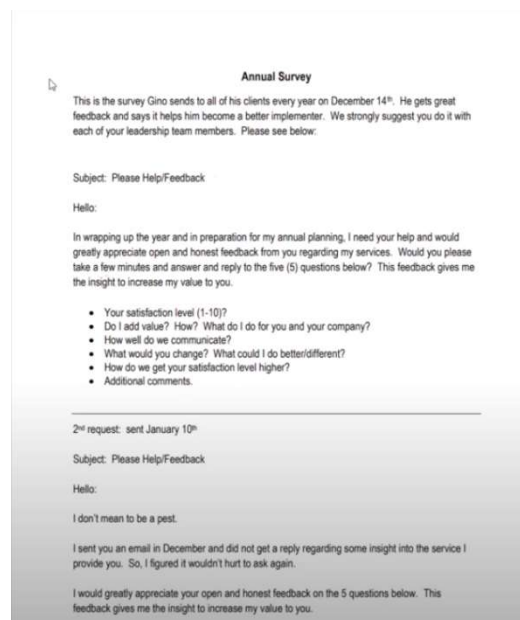 Annual Survey
This is the survey Gino sends to all of his clients every year on December 14th. He gets great
feedback and says it helps him become a better implementer. We strongly suggest you do it with
each of your leadership team members. Please see below:
Subject: Please Help/Feedback
Hello:
In wrapping up the year and in preparation for my annual planning, I need your help and would
greatly appreciate open and honest feedback from you regarding my services. Would you please
take a few minutes and answer and reply to the five (5) questions below? This feedback gives me
the insight to increase my value to you.
• Your satisfaction level (1-10)?
• Do I add value? How? What do I do for you and your company?
• How well do we communicate?
• What would you change? What could I do better/different?
• How do we get your satisfaction level higher?
• Additional comments.
2nd request: sent January 10th
Subject: Please Help/Feedback
Hello:
I don't mean to be a pest.
I sent you an email in December and did not get a reply regarding some insight into the service I
provide you. So, I figured it wouldn't hurt to ask again.
I would greatly appreciate your open and honest feedback on the 5 questions below. This
feedback gives me the insight to increase my value to you.